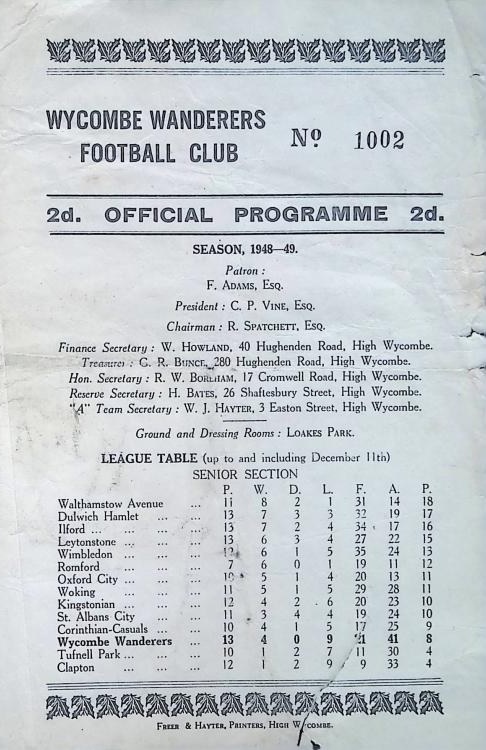 WYCOMBE WANDERERS
FOOTBALL CLUB
Nº 1002
2d. OFFICIAL PROGRAMME 2d.
SEASON, 1948—49.
Patron :
F. ADAMS, ESQ.
President : C. P. VINE, ESQ.
Chairman : R. SPATCHETT, ESQ.
Finance Secretary : W. HOWLAND, 40 Hughenden Road, High Wycombe.
Treasurer : G. R. BUNCE, 280 Hughenden Road, High Wycombe.
Hon. Secretary : R. W. BOREHAM, 17 Cromwell Road, High Wycombe.
Reserve Secretary : H. BATES, 26 Shaftesbury Street, High Wycombe.
"A" Team Secretary : W. J. HAYTER, 3 Easton Street, High Wycombe.
Ground and Dressing Rooms : LOAKES PARK.
LEAGUE TABLE (up to and including December 11th)
SENIOR SECTION
P. W. D. L. F. A. P.
Walthamstow Avenue ... 11 8 2 1 31 14 18
Dulwich Hamlet ... ... 13 7 3 3 32 19 17
Ilford ... ... ... 13 7 2 4 34 17 16
Leytonstone ... ... 13 6 3 4 27 22 15
Wimbledon ... ... ... 6 1 5 35 24 13
Romford ... ... 7 6 0 1 19 11 12
Oxford City ... ... 10 5 1 4 20 13 11
Woking ... ... 11 5 1 5 29 28 11
Kingstonian ... ... 12 4 2 6 20 23 10
St. Albans City ... 11 3 4 4 19 24 10
Corinthian-Casuals ... ... 10 4 1 5 17 25 9
Wycombe Wanderers ... 13 4 0 9 21 41 8
Tufnell Park ... ... 10 1 2 7 11 30 4
Clapton ... ... 12 1 2 9 9 33 4
FREER & HAYTER, PRINTERS, HIGH WYCOMBE.